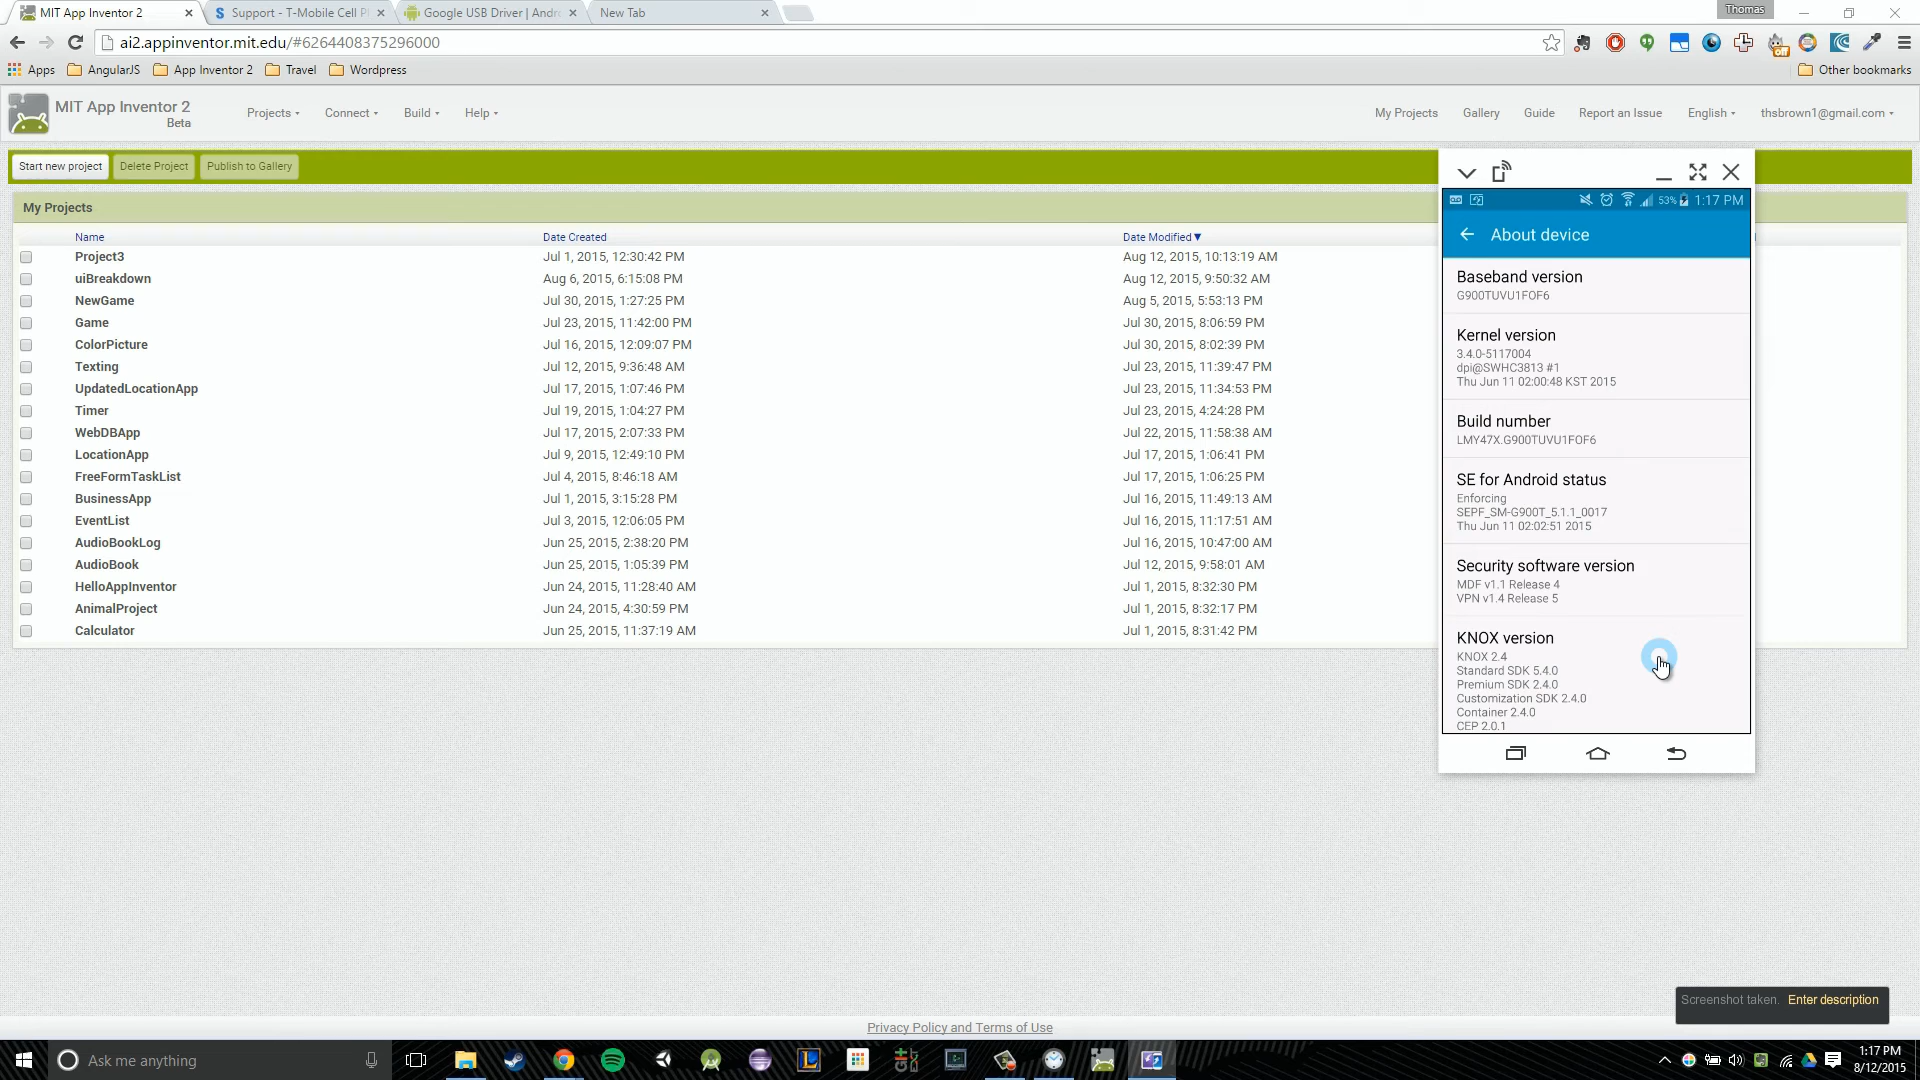 MIT App Inventor 2
Support - T-Mobile Cell P
Google USB Driver | Andr
New Tab
Thomas
ai2.appinventor.mit.edu/#6264408375296000
Apps
AngularJS
App Inventor 2
Travel
Wordpress
Other bookmarks
MIT App Inventor 2
Beta
Projects
Connect
Build
Help
My Projects
Gallery
Guide
Report an Issue
English
thsbrown1@gmail.com
Start new project
Delete Project
Publish to Gallery
My Projects
Name Date Created Date Modified
Project3 Jul 1, 2015, 12:30:42 PM Aug 12, 2015, 10:13:19 AM
uiBreakdown Aug 6, 2015, 6:15:08 PM Aug 12, 2015, 9:50:32 AM
NewGame Jul 30, 2015, 1:27:25 PM Aug 5, 2015, 5:53:13 PM
Game Jul 23, 2015, 11:42:00 PM Jul 30, 2015, 8:06:59 PM
ColorPicture Jul 16, 2015, 12:09:07 PM Jul 30, 2015, 8:02:39 PM
Texting Jul 12, 2015, 9:36:48 AM Jul 23, 2015, 11:39:47 PM
UpdatedLocationApp Jul 17, 2015, 1:07:46 PM Jul 23, 2015, 11:34:53 PM
Timer Jul 19, 2015, 1:04:27 PM Jul 23, 2015, 4:24:28 PM
WebDBApp Jul 17, 2015, 2:07:33 PM Jul 22, 2015, 11:58:38 AM
LocationApp Jul 9, 2015, 12:49:10 PM Jul 17, 2015, 1:06:41 PM
FreeFormTaskList Jul 4, 2015, 8:46:18 AM Jul 17, 2015, 1:06:25 PM
BusinessApp Jul 1, 2015, 3:15:28 PM Jul 16, 2015, 11:49:13 AM
EventList Jul 3, 2015, 12:06:05 PM Jul 16, 2015, 11:17:51 AM
AudioBookLog Jun 25, 2015, 2:38:20 PM Jul 16, 2015, 10:47:00 AM
AudioBook Jun 25, 2015, 1:05:39 PM Jul 12, 2015, 9:58:01 AM
HelloAppInventor Jun 24, 2015, 11:28:40 AM Jul 1, 2015, 8:32:30 PM
AnimalProject Jun 24, 2015, 4:30:59 PM Jul 1, 2015, 8:32:17 PM
Calculator Jun 25, 2015, 11:37:19 AM Jul 1, 2015, 8:31:42 PM
53% 1:17 PM
About device
Baseband version
G900TUVU1FOF6
Kernel version
3.4.0-5117004
dpi@SWHC3813 #1
Thu Jun 11 02:00:48 KST 2015
Build number
LMY47X.G900TUVU1FOF6
SE for Android status
Enforcing
SEPF_SM-G900T_5.1.1_0017
Thu Jun 11 02:02:51 2015
Security software version
MDF v1.1 Release 4
VPN v1.4 Release 5
KNOX version
KNOX 2.4
Standard SDK 5.4.0
Premium SDK 2.4.0
Customization SDK 2.4.0
Container 2.4.0
CEP 2.0.1
Screenshot taken. Enter description
Privacy Policy and Terms of Use
Ask me anything
1:17 PM
8/12/2015